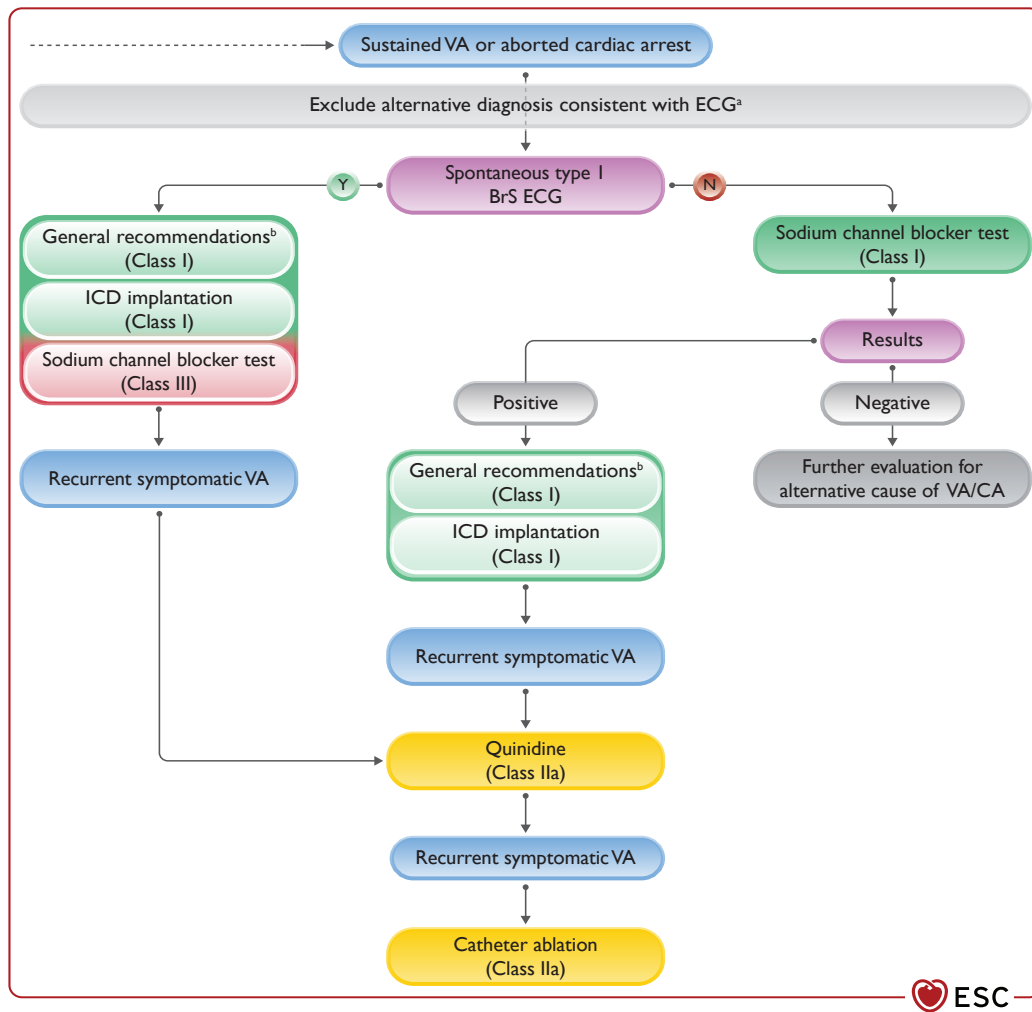 Sustained VA or aborted cardiac arrest
Exclude alternative diagnosis consistent with ECGᵃ
Spontaneous type 1
BrS ECG
Y
N
General recommendationsᵇ
(Class I)
ICD implantation
(Class I)
Sodium channel blocker test
(Class III)
Sodium channel blocker test
(Class I)
Results
Positive
Negative
Recurrent symptomatic VA
General recommendationsᵇ
(Class I)
ICD implantation
(Class I)
Further evaluation for
alternative cause of VA/CA
Recurrent symptomatic VA
Quinidine
(Class IIa)
Recurrent symptomatic VA
Catheter ablation
(Class IIa)
ESC